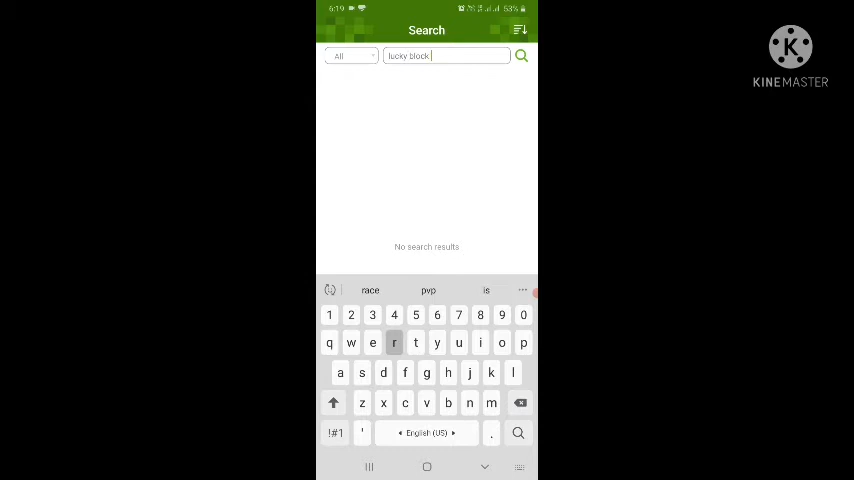 6:19
53%
Search
All
lucky block
No search results
race pvp is ...
1 2 3 4 5 6 7 8 9 0
q w e r t y u i o p
a s d f g h j k l
z x c v b n m
!#1 ' English (US) .
K
KINEMASTER